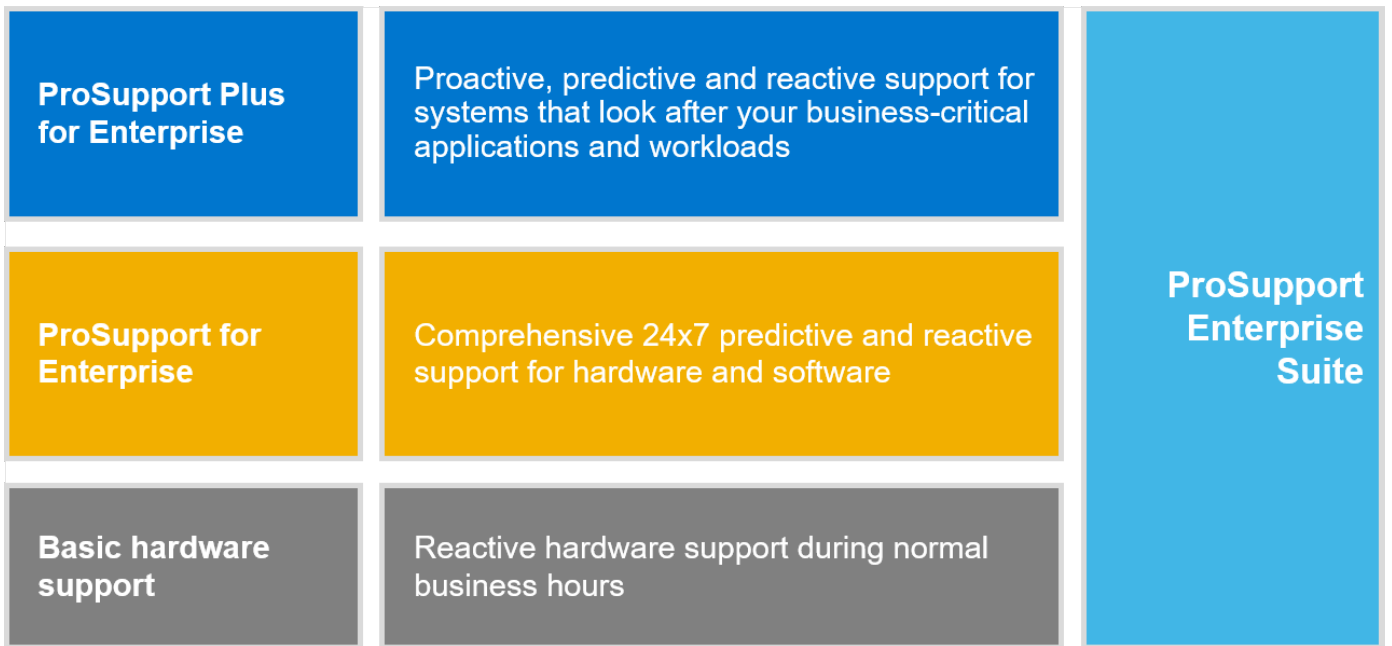 ProSupport Plus
for Enterprise
Proactive, predictive and reactive support for
systems that look after your business-critical
applications and workloads
ProSupport for
Enterprise
Comprehensive 24x7 predictive and reactive
support for hardware and software
Basic hardware
support
Reactive hardware support during normal
business hours
ProSupport
Enterprise
Suite